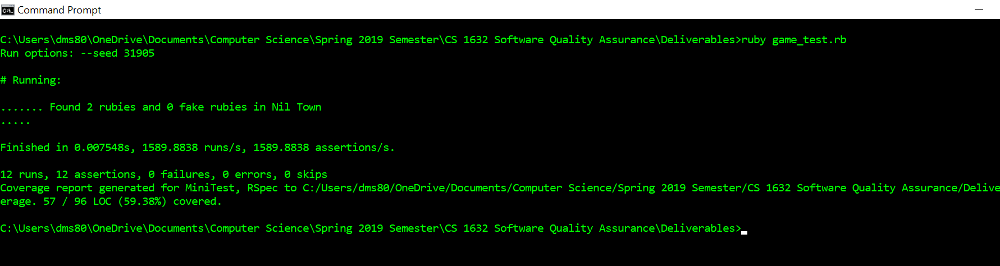 Command Prompt
C:\Users\dms80\OneDrive\Documents\Computer Science\Spring 2019 Semester\CS 1632 Software Quality Assurance\Deliverables>ruby game_test.rb
Run options: --seed 31905
# Running:
....... Found 2 rubies and 0 fake rubies in Nil Town
.....
Finished in 0.007548s, 1589.8838 runs/s, 1589.8838 assertions/s.
12 runs, 12 assertions, 0 failures, 0 errors, 0 skips
Coverage report generated for MiniTest, RSpec to C:/Users/dms80/OneDrive/Documents/Computer Science/Spring 2019 Semester/CS 1632 Software Quality Assurance/Delive
erage. 57 / 96 LOC (59.38%) covered.
C:\Users\dms80\OneDrive\Documents\Computer Science\Spring 2019 Semester\CS 1632 Software Quality Assurance\Deliverables>